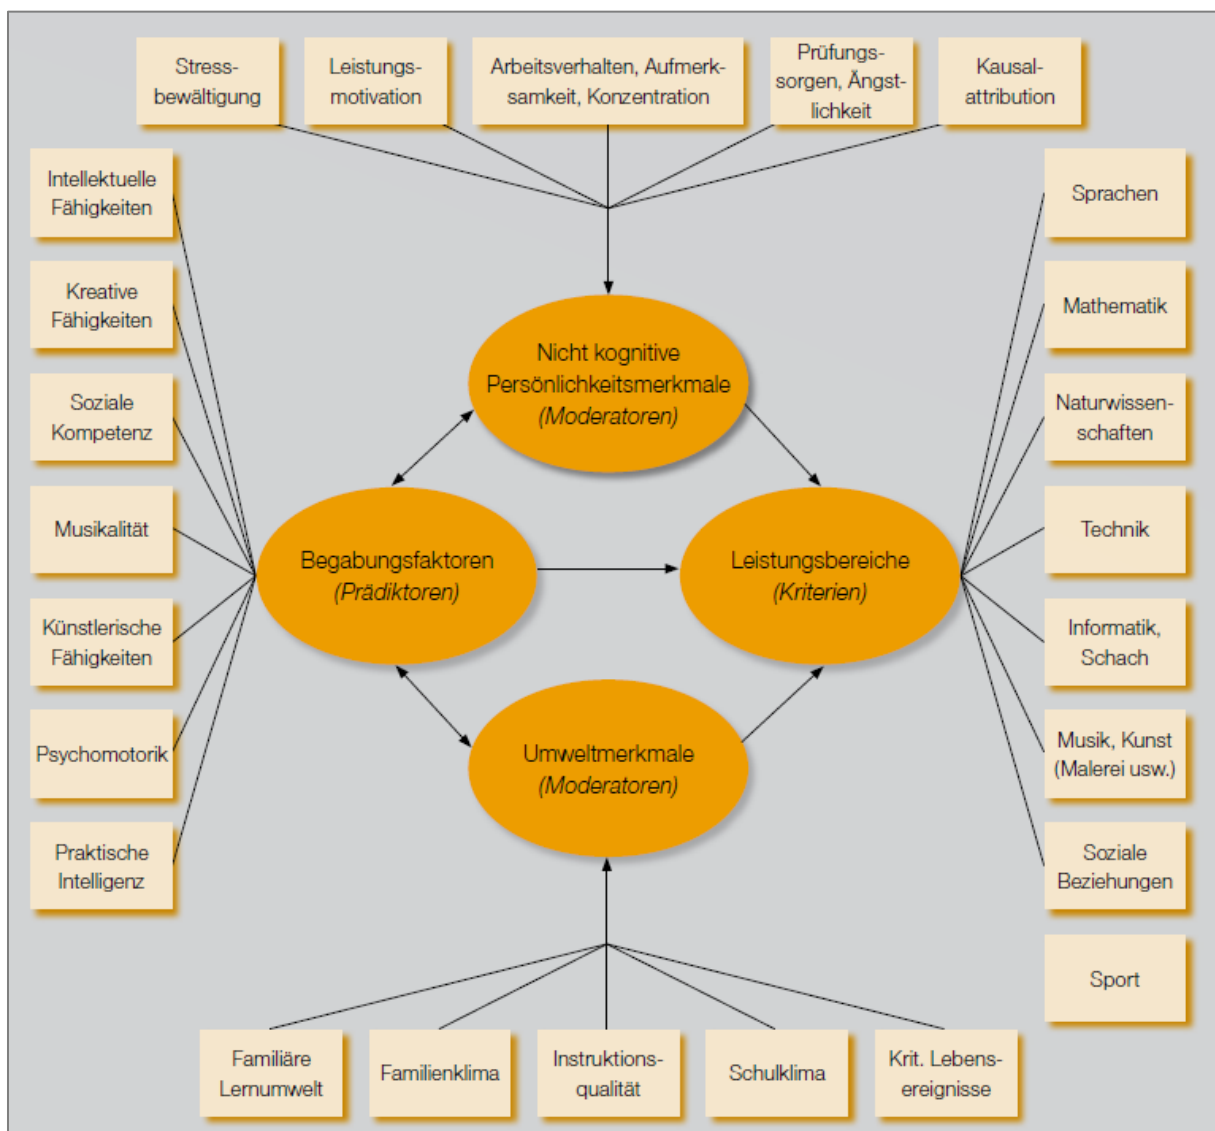 Stress-
bewältigung
Leistungs-
motivation
Arbeitsverhalten, Aufmerk-
samkeit, Konzentration
Prüfungs-
sorgen, Ängst-
lichkeit
Kausal-
attribution
Intellektuelle
Fähigkeiten
Kreative
Fähigkeiten
Soziale
Kompetenz
Musikalität
Künstlerische
Fähigkeiten
Psychomotorik
Praktische
Intelligenz
Nicht kognitive
Persönlichkeitsmerkmale
(Moderatoren)
Begabungsfaktoren
(Prädiktoren)
Leistungsbereiche
(Kriterien)
Umweltmerkmale
(Moderatoren)
Sprachen
Mathematik
Naturwissen-
schaften
Technik
Informatik,
Schach
Musik, Kunst
(Malerei usw.)
Soziale
Beziehungen
Sport
Familiäre
Lernumwelt
Familienklima
Instruktions-
qualität
Schulklima
Krit. Lebens-
ereignisse